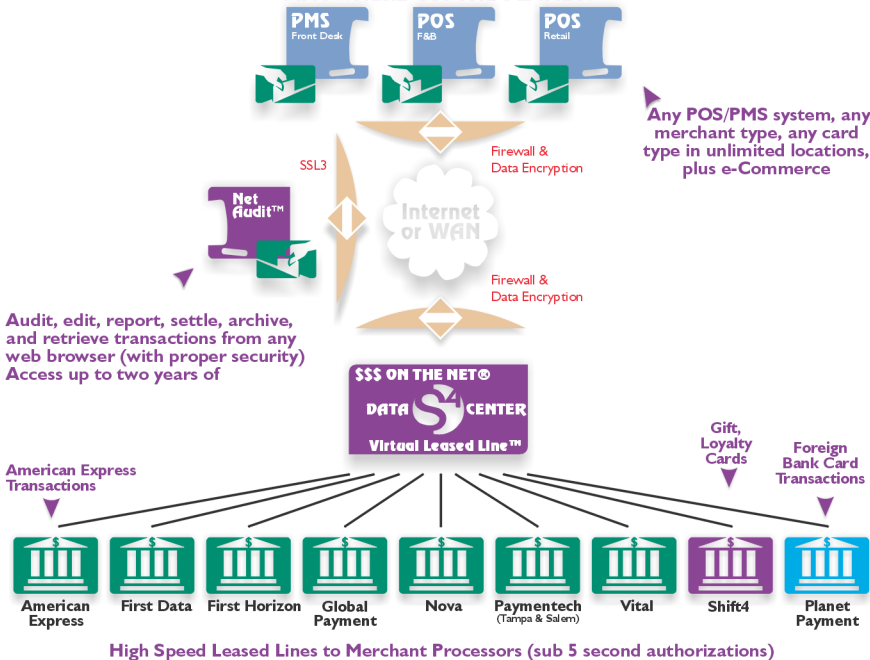 PMS
Front Desk
POS
F&B
POS
Retail
Any POS/PMS system, any
merchant type, any card
type in unlimited locations,
plus e-Commerce
Firewall &
Data Encryption
SSL3
Net
Audit™
Internet
or WAN
Firewall &
Data Encryption
Audit, edit, report, settle, archive,
and retrieve transactions from any
web browser (with proper security)
Access up to two years of
$$$ ON THE NET®
DATA S4 CENTER
Virtual Leased Line™
American Express
Transactions
Gift,
Loyalty
Cards
Foreign
Bank Card
Transactions
$ $ $ $ $ $ $ $ $
American
Express
First Data
First Horizon
Global
Payment
Nova
Paymentech
(Tampa & Salem)
Vital
Shift4
Planet
Payment
High Speed Leased Lines to Merchant Processors (sub 5 second authorizations)